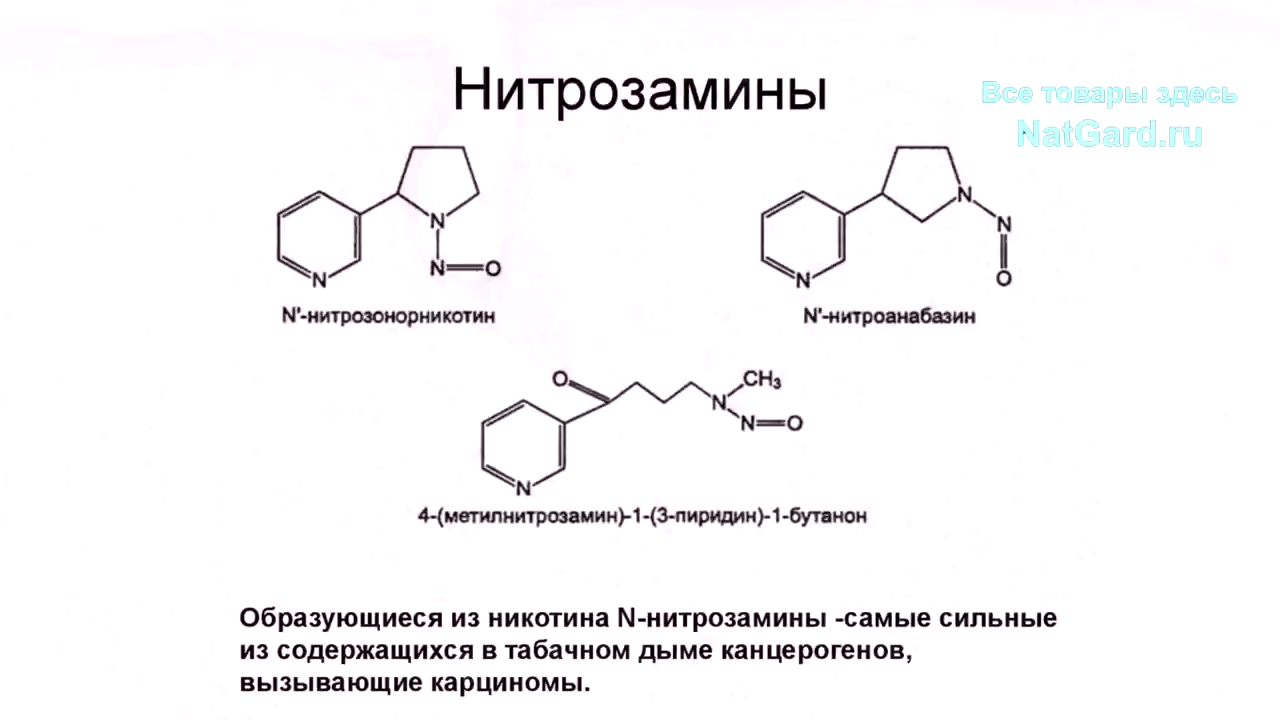 Нитрозамины
Все товары здесь
NatGard.ru
N
N
N
O
N'-нитрозонорникотин
N
N
N
O
N'-нитроанабазин
O
CH₃
N
N
O
N
4-(метилнитрозамин)-1-(3-пиридин)-1-бутанон
Образующиеся из никотина N-нитрозамины -самые сильные
из содержащихся в табачном дыме канцерогенов,
вызывающие карциномы.